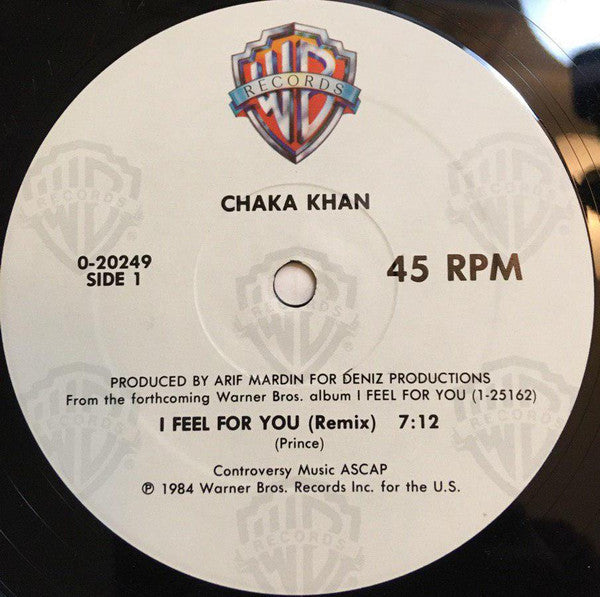 WB
RECORDS
CHAKA KHAN
0-20249
SIDE 1
45 RPM
PRODUCED BY ARIF MARDIN FOR DENIZ PRODUCTIONS
From the forthcoming Warner Bros. album I FEEL FOR YOU (1-25162)
I FEEL FOR YOU (Remix) 7:12
(Prince)
Controversy Music ASCAP
℗ 1984 Warner Bros. Records Inc. for the U.S.